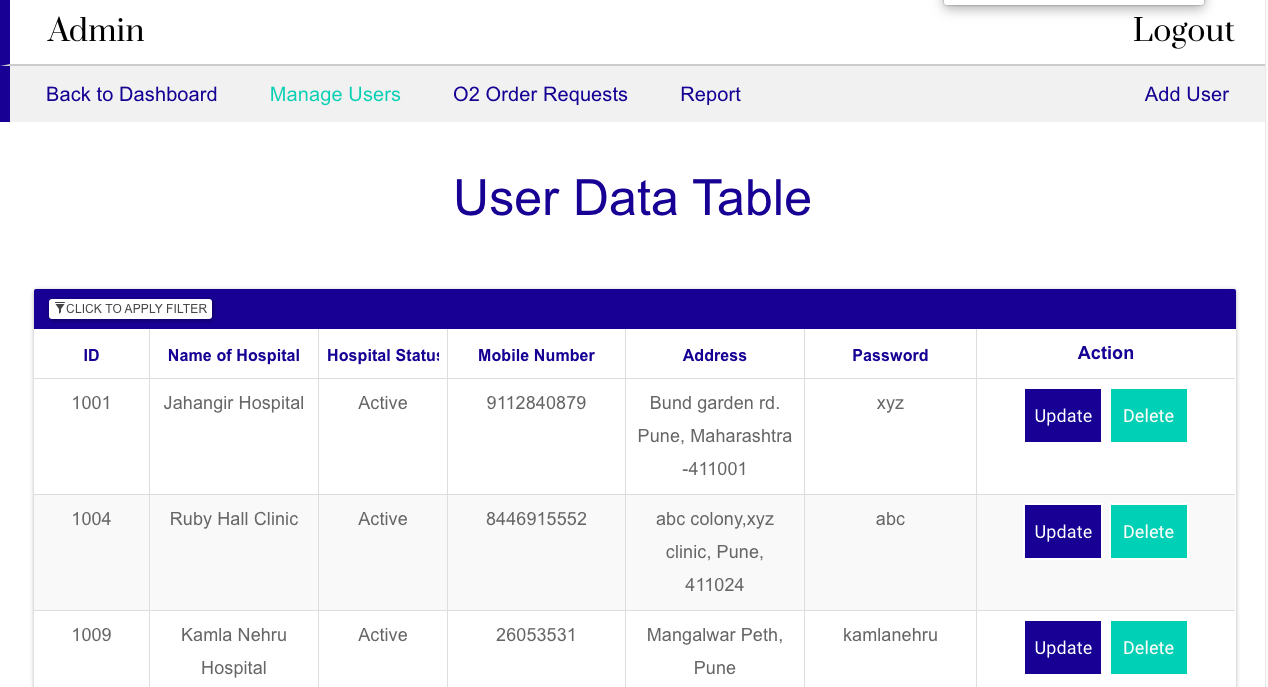 Admin Logout
Back to Dashboard Manage Users O2 Order Requests Report Add User
User Data Table
CLICK TO APPLY FILTER
ID Name of Hospital Hospital Status Mobile Number Address Password Action
1001 Jahangir Hospital Active 9112840879 Bund garden rd. xyz Update Delete
Pune, Maharashtra
-411001
1004 Ruby Hall Clinic Active 8446915552 abc colony,xyz abc Update Delete
clinic, Pune,
411024
1009 Kamla Nehru Active 26053531 Mangalwar Peth, kamlanehru Update Delete
Hospital Pune